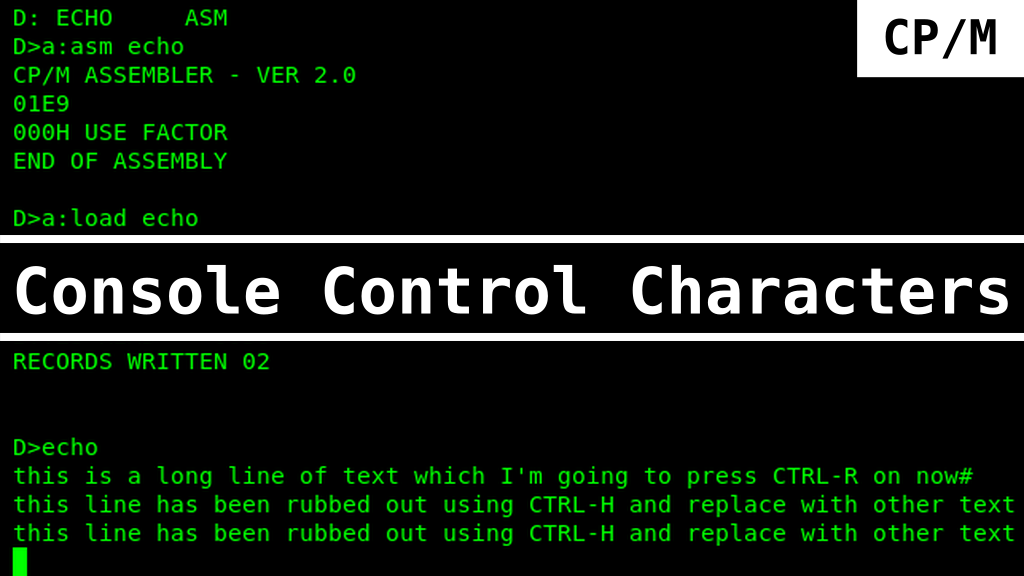 D: ECHO     ASM
CP/M
D>a:asm echo
CP/M ASSEMBLER - VER 2.0
01E9
000H USE FACTOR
END OF ASSEMBLY
D>a:load echo
Console Control Characters
RECORDS WRITTEN 02
D>echo
this is a long line of text which I'm going to press CTRL-R on now#
this line has been rubbed out using CTRL-H and replace with other text
this line has been rubbed out using CTRL-H and replace with other text